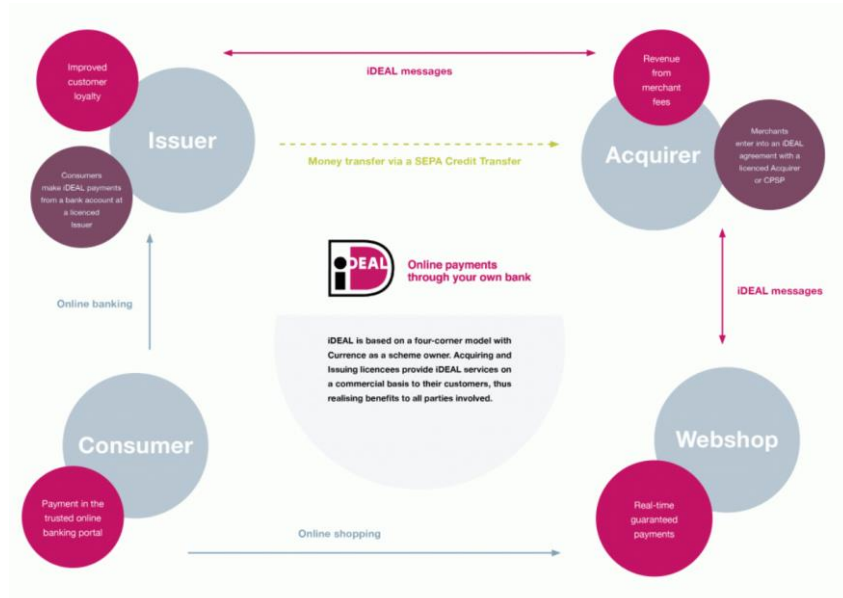 Improved
customer
loyalty
Issuer
Consumers
make iDEAL payments
from a bank account at
a licenced
Issuer
iDEAL messages
Money transfer via a SEPA Credit Transfer
Revenue
from
merchant
fees
Acquirer
Merchants
enter into an iDEAL
agreement with a
licenced Acquirer
or CPSP
Online banking
iDEAL
Online payments
through your own bank
iDEAL messages
iDEAL is based on a four-corner model with
Currence as a scheme owner. Acquiring and
Issuing licencees provide iDEAL services on
a commercial basis to their customers, thus
realising benefits to all parties involved.
Consumer
Payment in the
trusted online
banking portal
Online shopping
Webshop
Real-time
guaranteed
payments